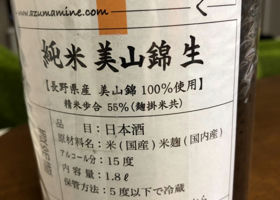 www.azumamine.com
純米 美山錦 生
【長野県産 美山錦 100%使用】
精米歩合 55%（麹掛米共）
品目：日本酒
原材料名：米（国産）米麹（国内産）
アルコール分：15度
内容量：1.8ℓ
保管方法：5度以下で冷蔵